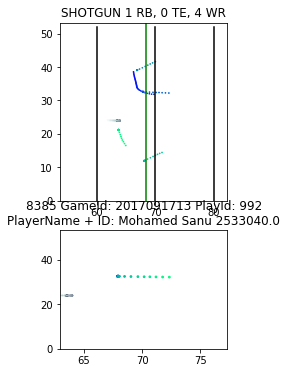 SHOTGUN 1 RB, 0 TE, 4 WR
50
40
30
20
10
0
60 70 80
8385 GameId: 2017091713 PlayId: 992
PlayerName + ID: Mohamed Sanu 2533040.0
40
20
0
65 70 75